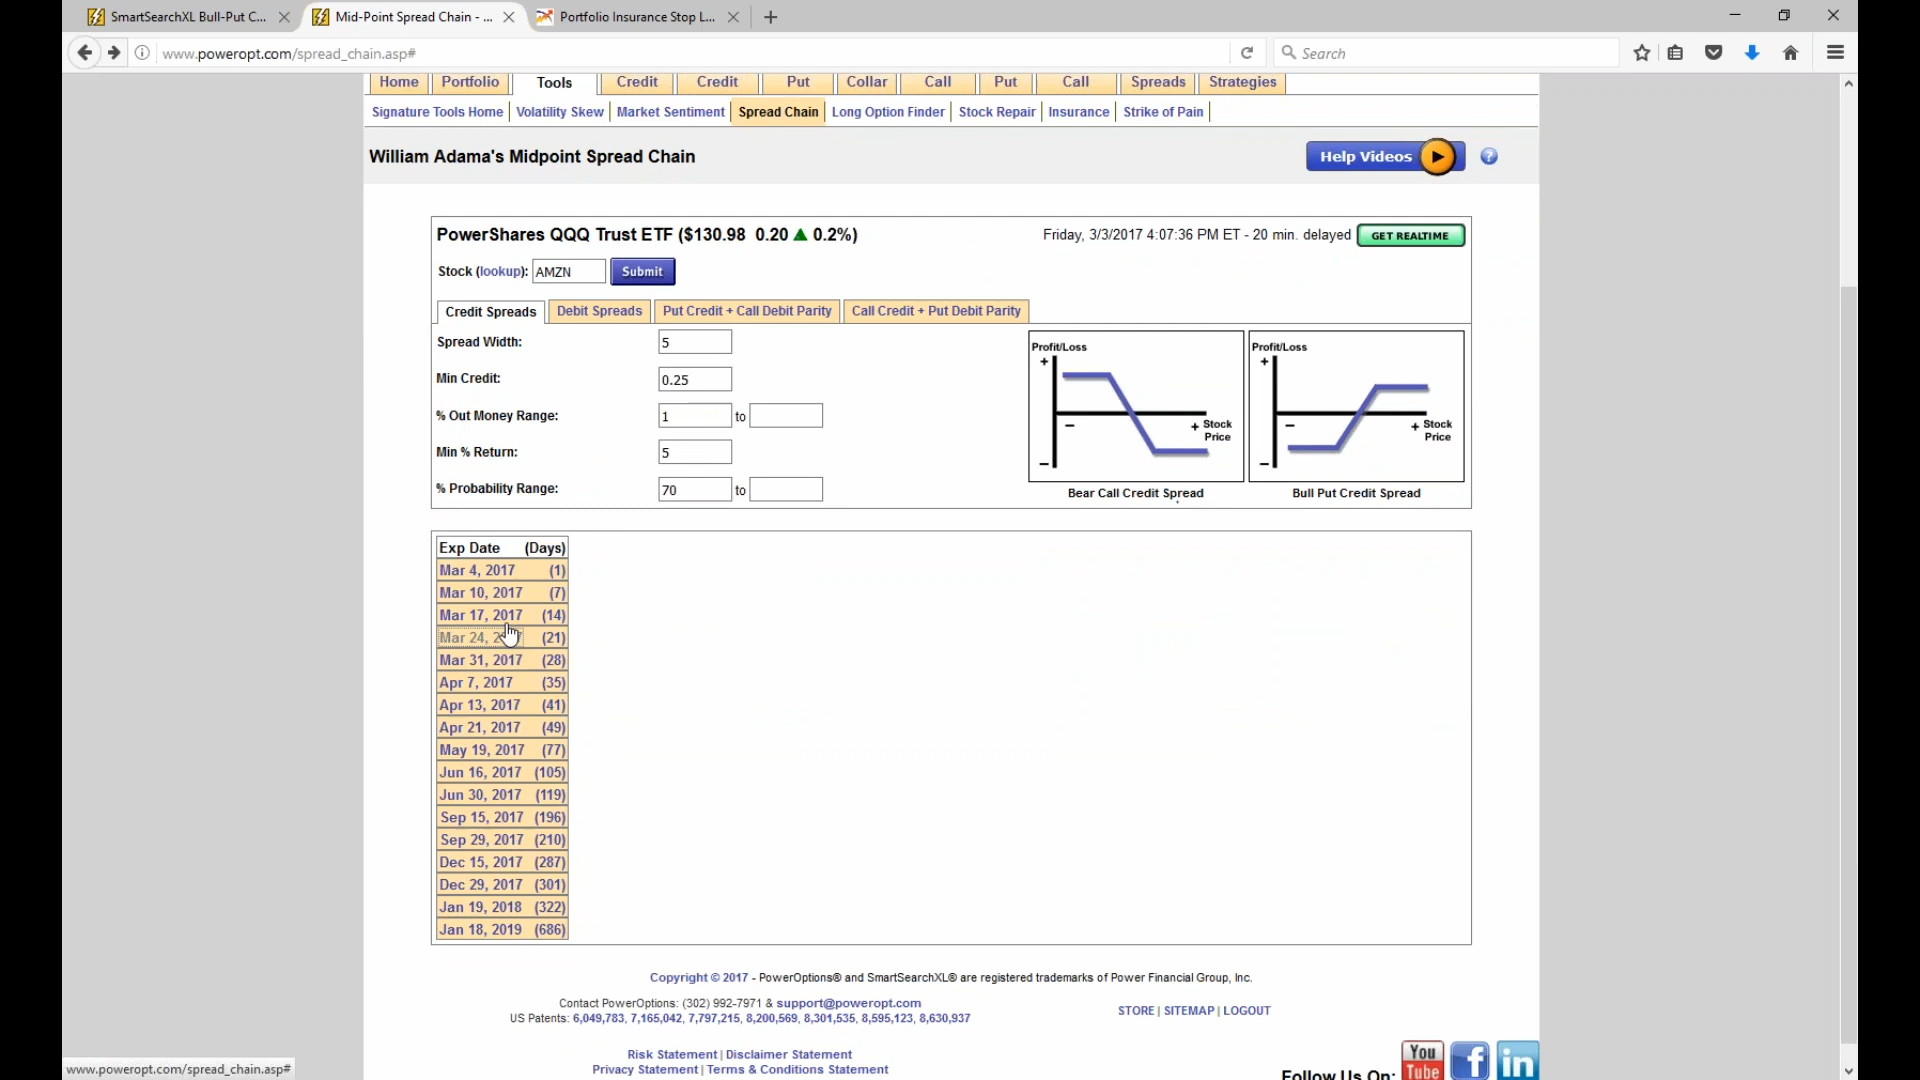 SmartSearchXL Bull-Put C...
Mid-Point Spread Chain - ...
Portfolio Insurance Stop L...
www.poweropt.com/spread_chain.asp#
Search
Home Portfolio Tools Credit Credit Put Collar Call Put Call Spreads Strategies
Signature Tools Home | Volatility Skew | Market Sentiment | Spread Chain | Long Option Finder | Stock Repair | Insurance | Strike of Pain |
William Adama's Midpoint Spread Chain
Help Videos
?
PowerShares QQQ Trust ETF ($130.98 0.20 ▲ 0.2%)
Friday, 3/3/2017 4:07:36 PM ET - 20 min. delayed
GET REALTIME
Stock (lookup): AMZN Submit
Credit Spreads Debit Spreads Put Credit + Call Debit Parity Call Credit + Put Debit Parity
Spread Width: 5
Min Credit: 0.25
% Out Money Range: 1 to
Min % Return: 5
% Probability Range: 70 to
Profit/Loss
+
−
+ Stock
Price
−
Bear Call Credit Spread
Profit/Loss
+
−
+ Stock
Price
−
Bull Put Credit Spread
Exp Date (Days)
Mar 4, 2017 (1)
Mar 10, 2017 (7)
Mar 17, 2017 (14)
Mar 24, (21)
Mar 31, 2017 (28)
Apr 7, 2017 (35)
Apr 13, 2017 (41)
Apr 21, 2017 (49)
May 19, 2017 (77)
Jun 16, 2017 (105)
Jun 30, 2017 (119)
Sep 15, 2017 (196)
Sep 29, 2017 (210)
Dec 15, 2017 (287)
Dec 29, 2017 (301)
Jan 19, 2018 (322)
Jan 18, 2019 (686)
Copyright © 2017 - PowerOptions® and SmartSearchXL® are registered trademarks of Power Financial Group, Inc.
Contact PowerOptions: (302) 992-7971 & support@poweropt.com
US Patents: 6,049,783, 7,165,042, 7,797,215, 8,200,569, 8,301,535, 8,595,123, 8,630,937
STORE | SITEMAP | LOGOUT
Risk Statement | Disclaimer Statement
Privacy Statement | Terms & Conditions Statement
Follow Us On:
You
Tube
f
in
www.poweropt.com/spread_chain.asp#